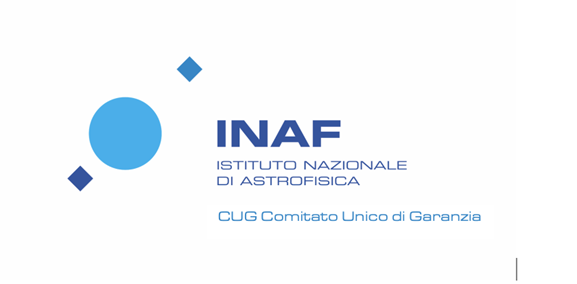 INAF
ISTITUTO NAZIONALE
DI ASTROFISICA
CUG Comitato Unico di Garanzia